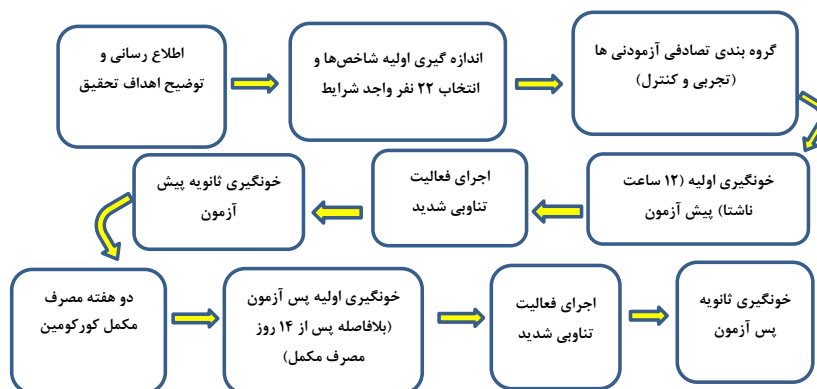 اطلاع رسانی و
توضیح اهداف تحقیق
اندازه گیری اولیه شاخص‌ها و
انتخاب ۲۲ نفر واجد شرایط
گروه بندی تصادفی آزمودنی ها
(تجربی و کنترل)
خونگیری اولیه (۱۲ ساعت
ناشتا) پیش آزمون
اجرای فعالیت
تناوبی شدید
خونگیری ثانویه پیش
آزمون
دو هفته مصرف
مکمل کورکومین
خونگیری اولیه پس آزمون
(بلافاصله پس از ۱۴ روز
مصرف مکمل)
اجرای فعالیت
تناوبی شدید
خونگیری ثانویه
پس آزمون